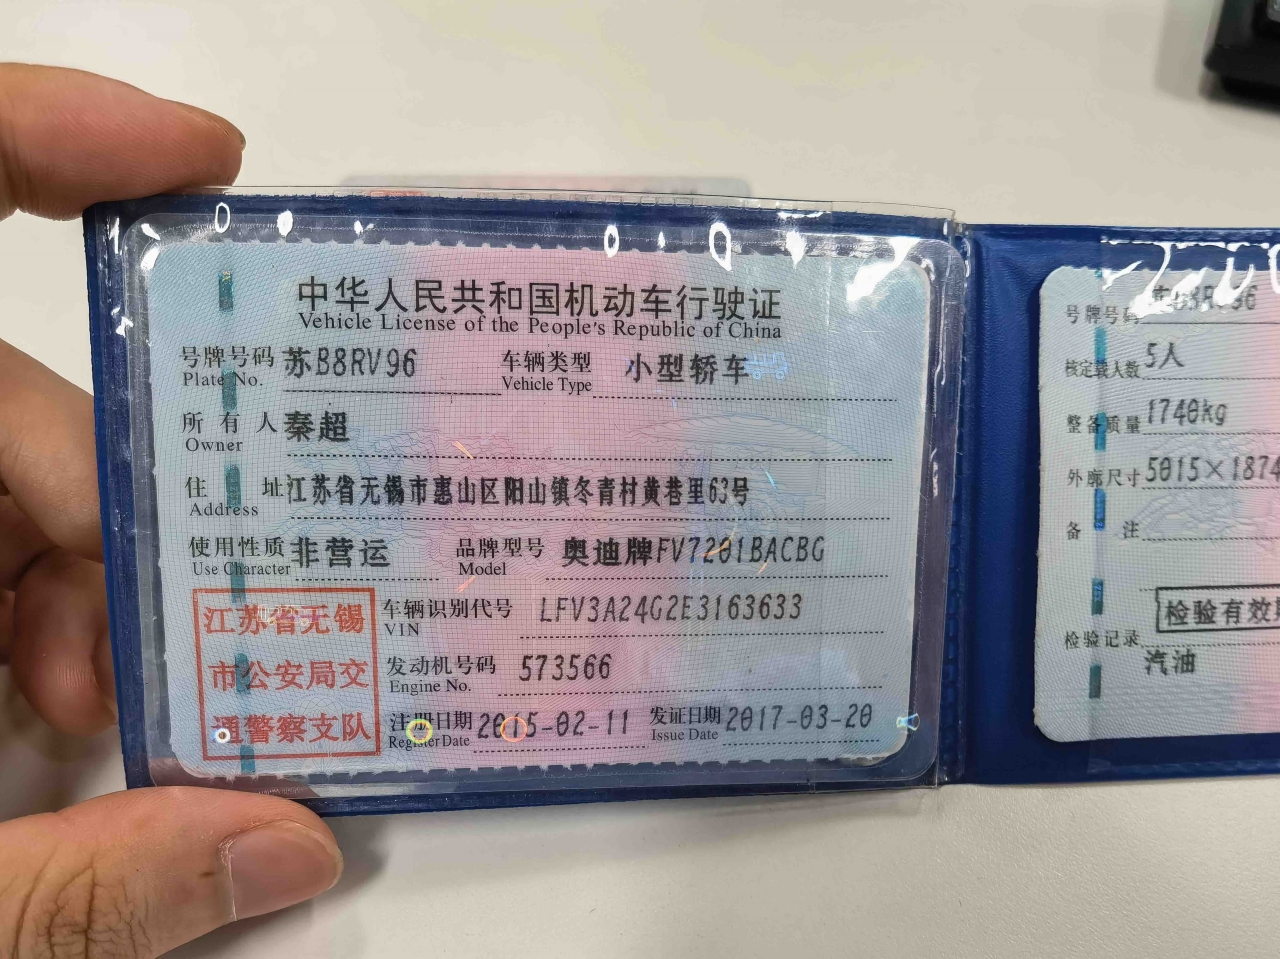 中华人民共和国机动车行驶证
Vehicle License of the People's Republic of China
号牌号码 苏B8RV96 车辆类型 小型轿车
Plate No. Vehicle Type
所有人 秦超
Owner
住址 江苏省无锡市惠山区阳山镇冬青村黄巷里63号
Address
使用性质 非营运 品牌型号 奥迪牌FV7201BACBG
Use Character Model
江苏省无锡
市公安局交
通警察支队
车辆识别代号 LFV3A24G2E3163633
VIN
发动机号码 573566
Engine No.
注册日期 2015-02-11 发证日期 2017-03-20
Register Date Issue Date
号牌号码
核定载人数 5人
整备质量 1740kg
外廓尺寸 5015×1874
备注
检验有效
检验记录
汽油